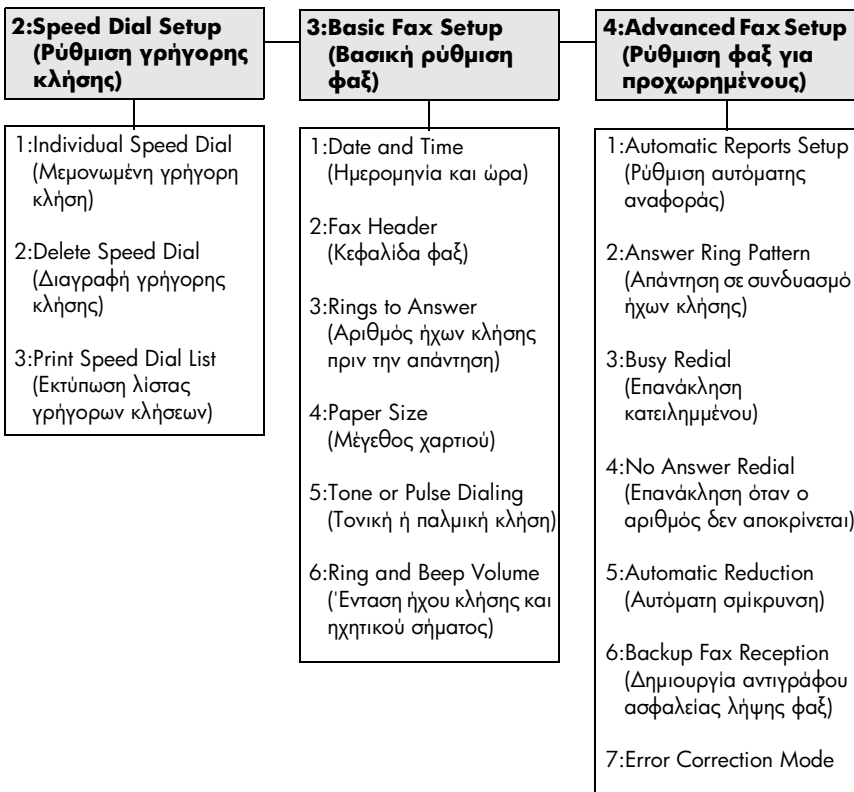 2:Speed Dial Setup
(Ρύθμιση γρήγορης
κλήσης)
1:Individual Speed Dial
(Μεμονωμένη γρήγορη
κλήση)
2:Delete Speed Dial
(Διαγραφή γρήγορης
κλήσης)
3:Print Speed Dial List
(Εκτύπωση λίστας
γρήγορων κλήσεων)
3:Basic Fax Setup
(Βασική ρύθμιση
φαξ)
1:Date and Time
(Ημερομηνία και ώρα)
2:Fax Header
(Κεφαλίδα φαξ)
3:Rings to Answer
(Αριθμός ήχων κλήσης
πριν την απάντηση)
4:Paper Size
(Μέγεθος χαρτιού)
5:Tone or Pulse Dialing
(Τονική ή παλμική κλήση)
6:Ring and Beep Volume
('Ενταση ήχου κλήσης και
ηχητικού σήματος)
4:Advanced Fax Setup
(Ρύθμιση φαξ για
προχωρημένους)
1:Automatic Reports Setup
(Ρύθμιση αυτόματης
αναφοράς)
2:Answer Ring Pattern
(Απάντηση σε συνδυασμό
ήχων κλήσης)
3:Busy Redial
(Επανάκληση
κατειλημμένου)
4:No Answer Redial
(Επανάκληση όταν ο
αριθμός δεν αποκρίνεται)
5:Automatic Reduction
(Αυτόματη σμίκρυνση)
6:Backup Fax Reception
(Δημιουργία αντιγράφου
ασφαλείας λήψης φαξ)
7:Error Correction Mode